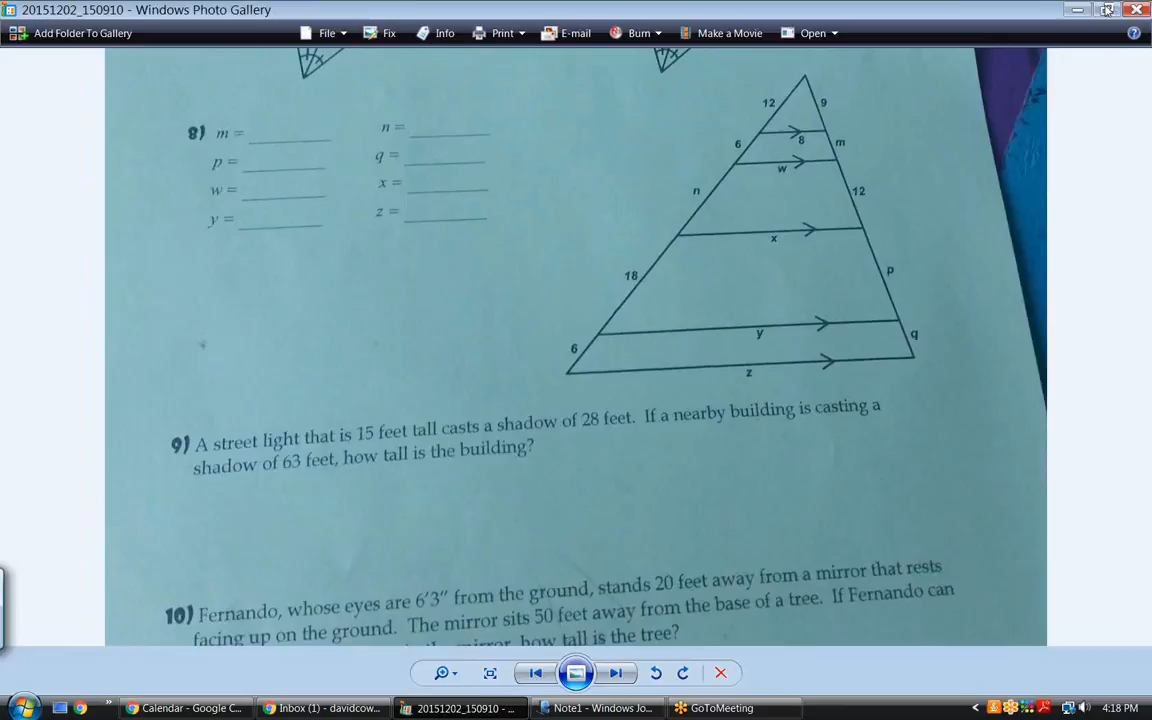 20151202_150910 - Windows Photo Gallery
Add Folder To Gallery File Fix Info Print E-mail Burn Make a Movie Open
8) m = n =
p = q =
w = x =
y = z =
12 9
8
6 m
w
n 12
x
18 p
y
6 q
z
9) A street light that is 15 feet tall casts a shadow of 28 feet. If a nearby building is casting a
shadow of 63 feet, how tall is the building?
10) Fernando, whose eyes are 6'3" from the ground, stands 20 feet away from a mirror that rests
facing up on the ground. The mirror sits 50 feet away from the base of a tree. If Fernando can
mirror, how tall is the tree?
Calendar - Google C... Inbox (1) - davidcow... 20151202_150910 - ... Note1 - Windows Jo... GoToMeeting 4:18 PM